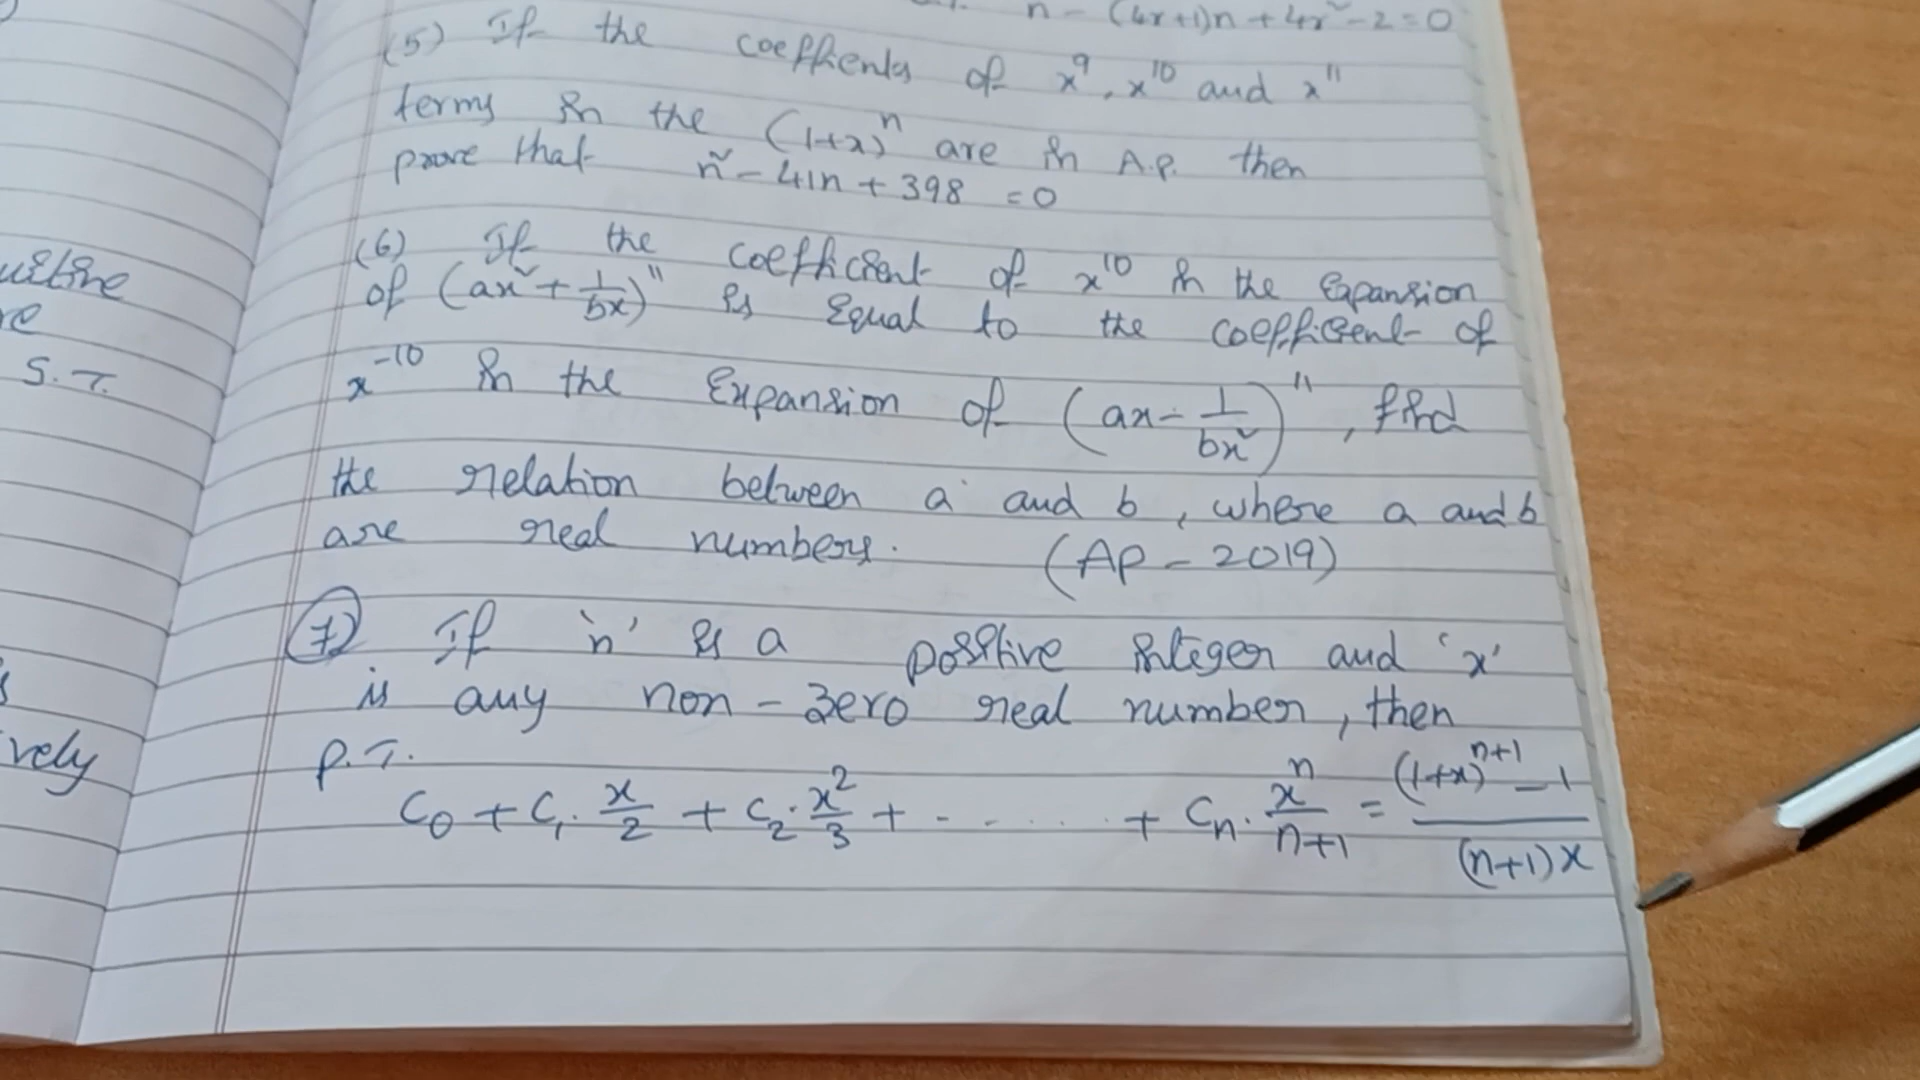 n - (4r+1)n + 4r² - 2 = 0
(5) If the coeffients of x⁹, x¹⁰ and x¹¹
terms in the (1+x)ⁿ are in A.P. then
prove that n² - 41n + 398 = 0
(6) If the coefficient of x¹⁰ in the Expansion
of (ax² + 1/bx)¹¹ is Equal to the coefficient of
x⁻¹⁰ in the Expansion of (ax - 1/bx²)¹¹, find
the relation between a and b, where a and b
are real numbers. (AP - 2019)
(7) If 'n' is a positive integer and 'x'
is any non-zero real number, then
P.T.
C₀ + C₁. x/2 + C₂. x²/3 + - . . . . . + Cₙ. xⁿ/n+1 = (1+x)ⁿ⁺¹ - 1/(n+1)x
S.T.
vely